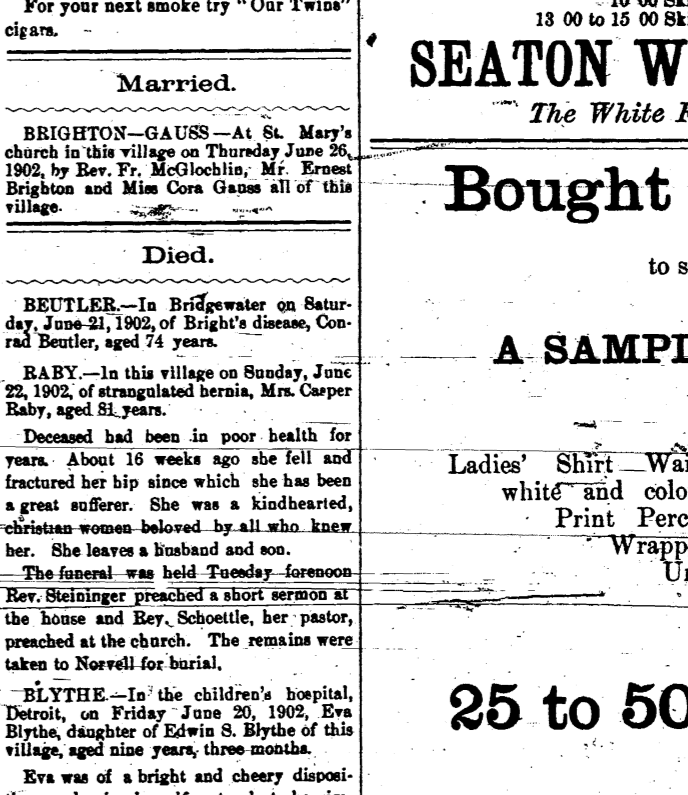 For your next smoke try "Our Twins"
cigars.
Married.
BRIGHTON—GAUSS—At St. Mary's
church in this village on Thursday June 26,
1902, by Rev. Fr. McGlochlin, Mr. Ernest
Brighton and Miss Cora Gauss all of this
village.
Died.
BEUTLER.—In Bridgewater on Satur-
day, June 21, 1902, of Bright's disease, Con-
rad Beutler, aged 74 years.
RABY.—In this village on Sunday, June
22, 1902, of strangulated hernia, Mrs. Casper
Raby, aged 81 years.
Deceased had been in poor health for
years. About 16 weeks ago she fell and
fractured her hip since which she has been
a great sufferer. She was a kindhearted,
christian women beloved by all who knew
her. She leaves a husband and son.
The funeral was held Tuesday forenoon
Rev. Steininger preached a short sermon at
the house and Rev. Schoettle, her pastor,
preached at the church. The remains were
taken to Norvell for burial.
BLYTHE.—In the children's hospital,
Detroit, on Friday June 20, 1902, Eva
Blythe, daughter of Edwin S. Blythe of this
village, aged nine years, three months.
Eva was of a bright and cheery disposi-
13 00 to 15 00 Ski
SEATON W
The White
Bought
to s
A SAMPL
Ladies' Shirt Wai
white and colo
Print Perc
Wrapp
Un
25 to 50